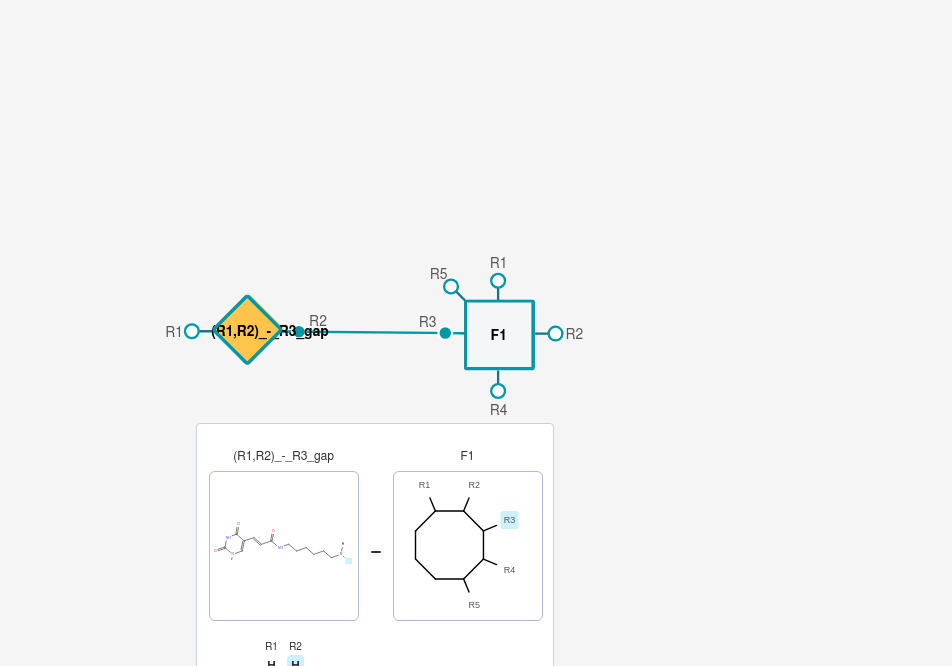 R5
R1
R1
(R1,R2)_-_R3_gap
R2
R3
F1
R2
R4
(R1,R2)_-_R3_gap
F1
R1
R2
R3
R4
R5
R1 R2
H H